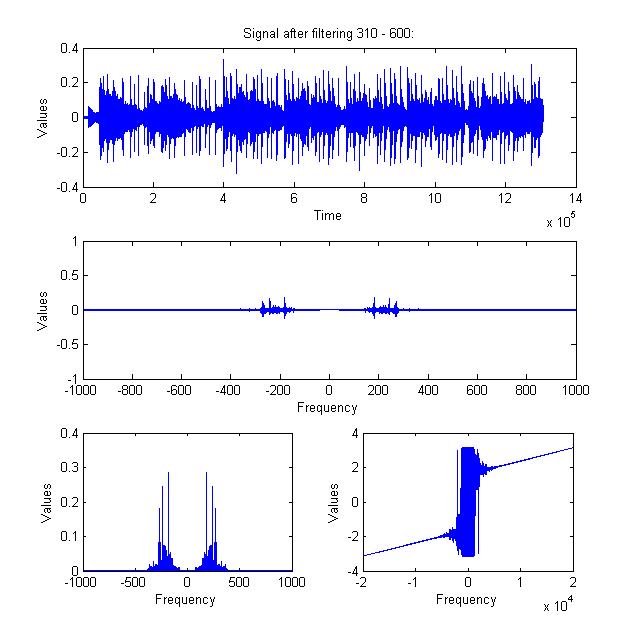 Signal after filtering 310 - 600:
0.4
0.2
0
-0.2
-0.4
Values
0 2 4 6 8 10 12 14
Time
x 10^5
1
0.5
0
-0.5
-1
Values
-1000 -800 -600 -400 -200 0 200 400 600 800 1000
Frequency
0.4
0.3
0.2
0.1
0
Values
-1000 -500 0 500 1000
Frequency
4
2
0
-2
-4
Values
-2 -1 0 1 2
Frequency
x 10^4